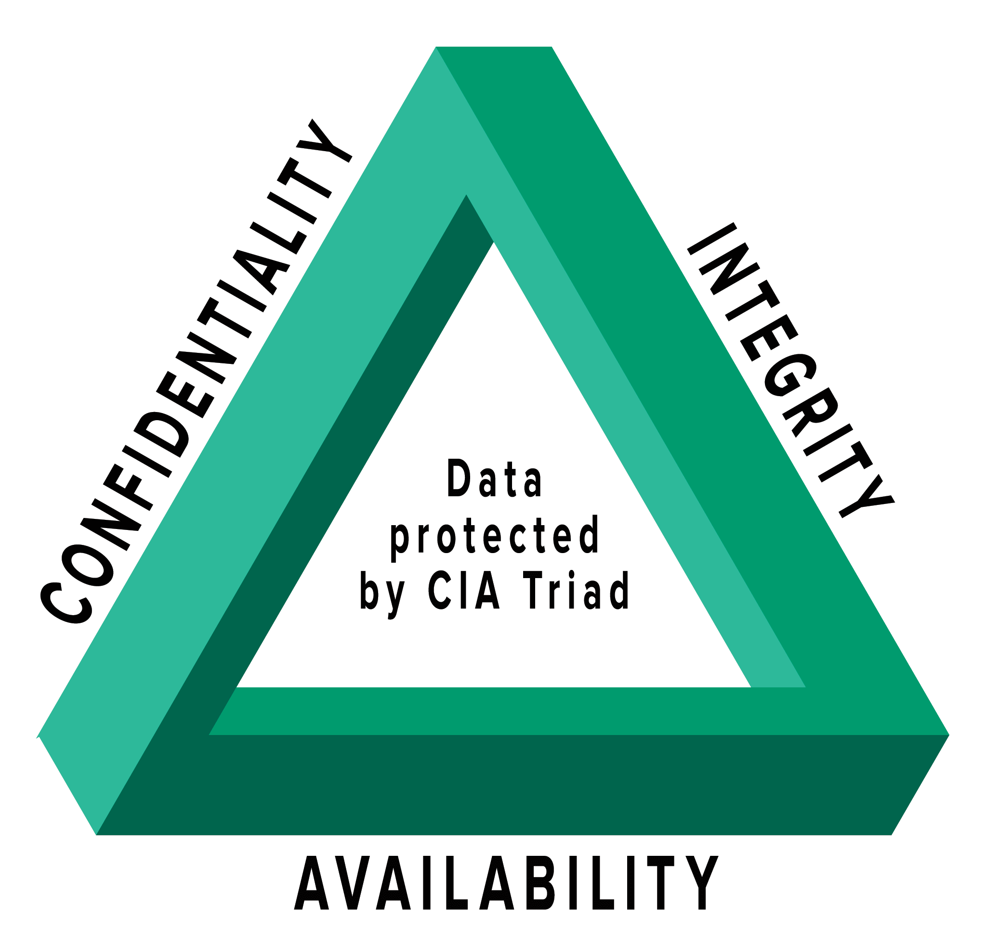 CONFIDENTIALITY
INTEGRITY
Data
protected
by CIA Triad
AVAILABILITY